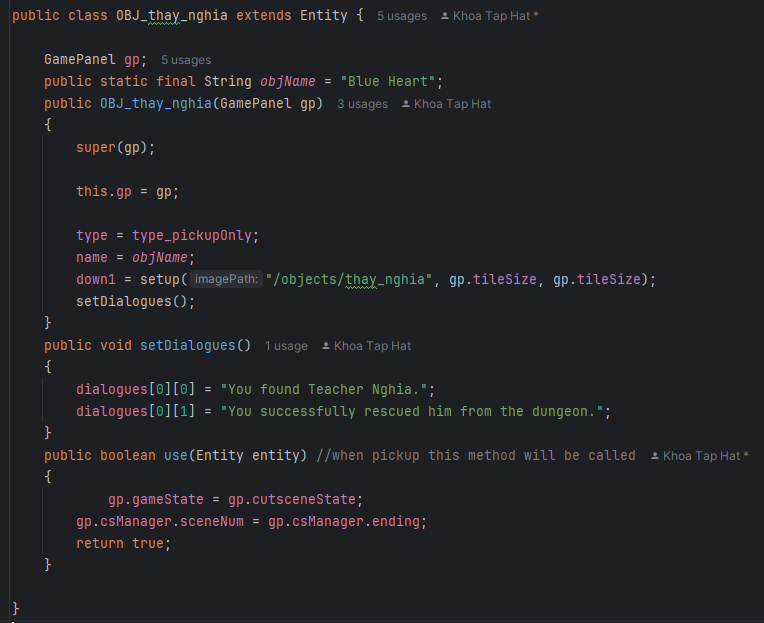 public class OBJ_thay_nghia extends Entity {  5 usages  Khoa Tap Hat *
GamePanel gp;  5 usages
public static final String objName = "Blue Heart";
public OBJ_thay_nghia(GamePanel gp)  3 usages  Khoa Tap Hat
{
super(gp);
this.gp = gp;
type = type_pickupOnly;
name = objName;
down1 = setup( imagePath: "/objects/thay_nghia", gp.tileSize, gp.tileSize);
setDialogues();
}
public void setDialogues()  1 usage  Khoa Tap Hat
{
dialogues[0][0] = "You found Teacher Nghia.";
dialogues[0][1] = "You successfully rescued him from the dungeon.";
}
public boolean use(Entity entity) //when pickup this method will be called  Khoa Tap Hat *
{
gp.gameState = gp.cutsceneState;
gp.csManager.sceneNum = gp.csManager.ending;
return true;
}
}